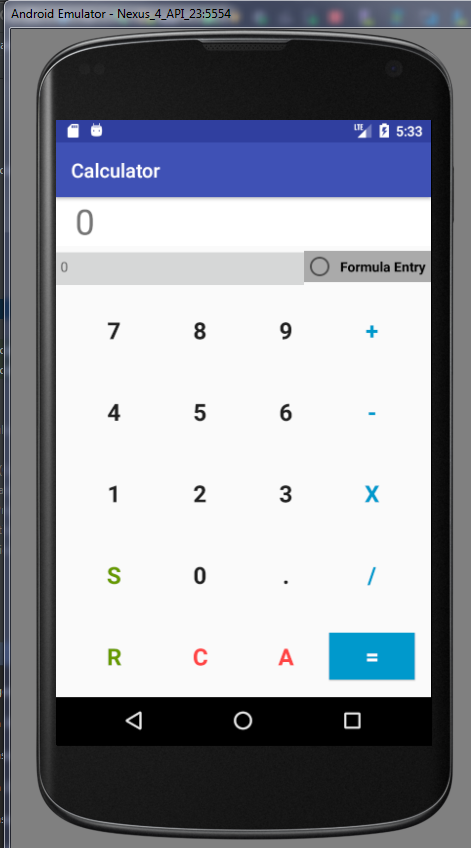 Android Emulator - Nexus_4_API_23:5554
LTE 5:33
Calculator
0
0 Formula Entry
7 8 9 +
4 5 6 -
1 2 3 X
S 0 . /
R C A =